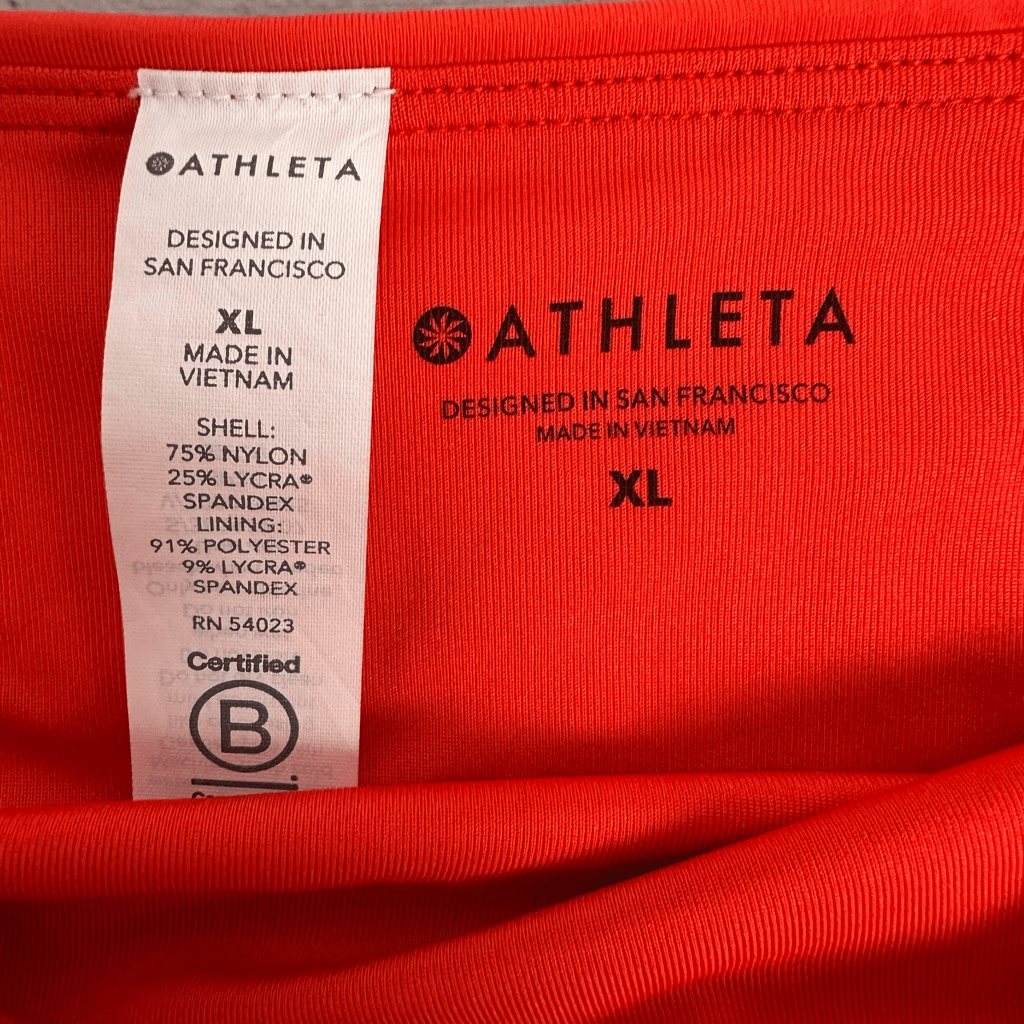 ATHLETA
DESIGNED IN
SAN FRANCISCO
XL
MADE IN
VIETNAM
SHELL:
75% NYLON
25% LYCRA®
SPANDEX
LINING:
91% POLYESTER
9% LYCRA®
SPANDEX
RN 54023
Certified
B
ATHLETA
DESIGNED IN SAN FRANCISCO
MADE IN VIETNAM
XL